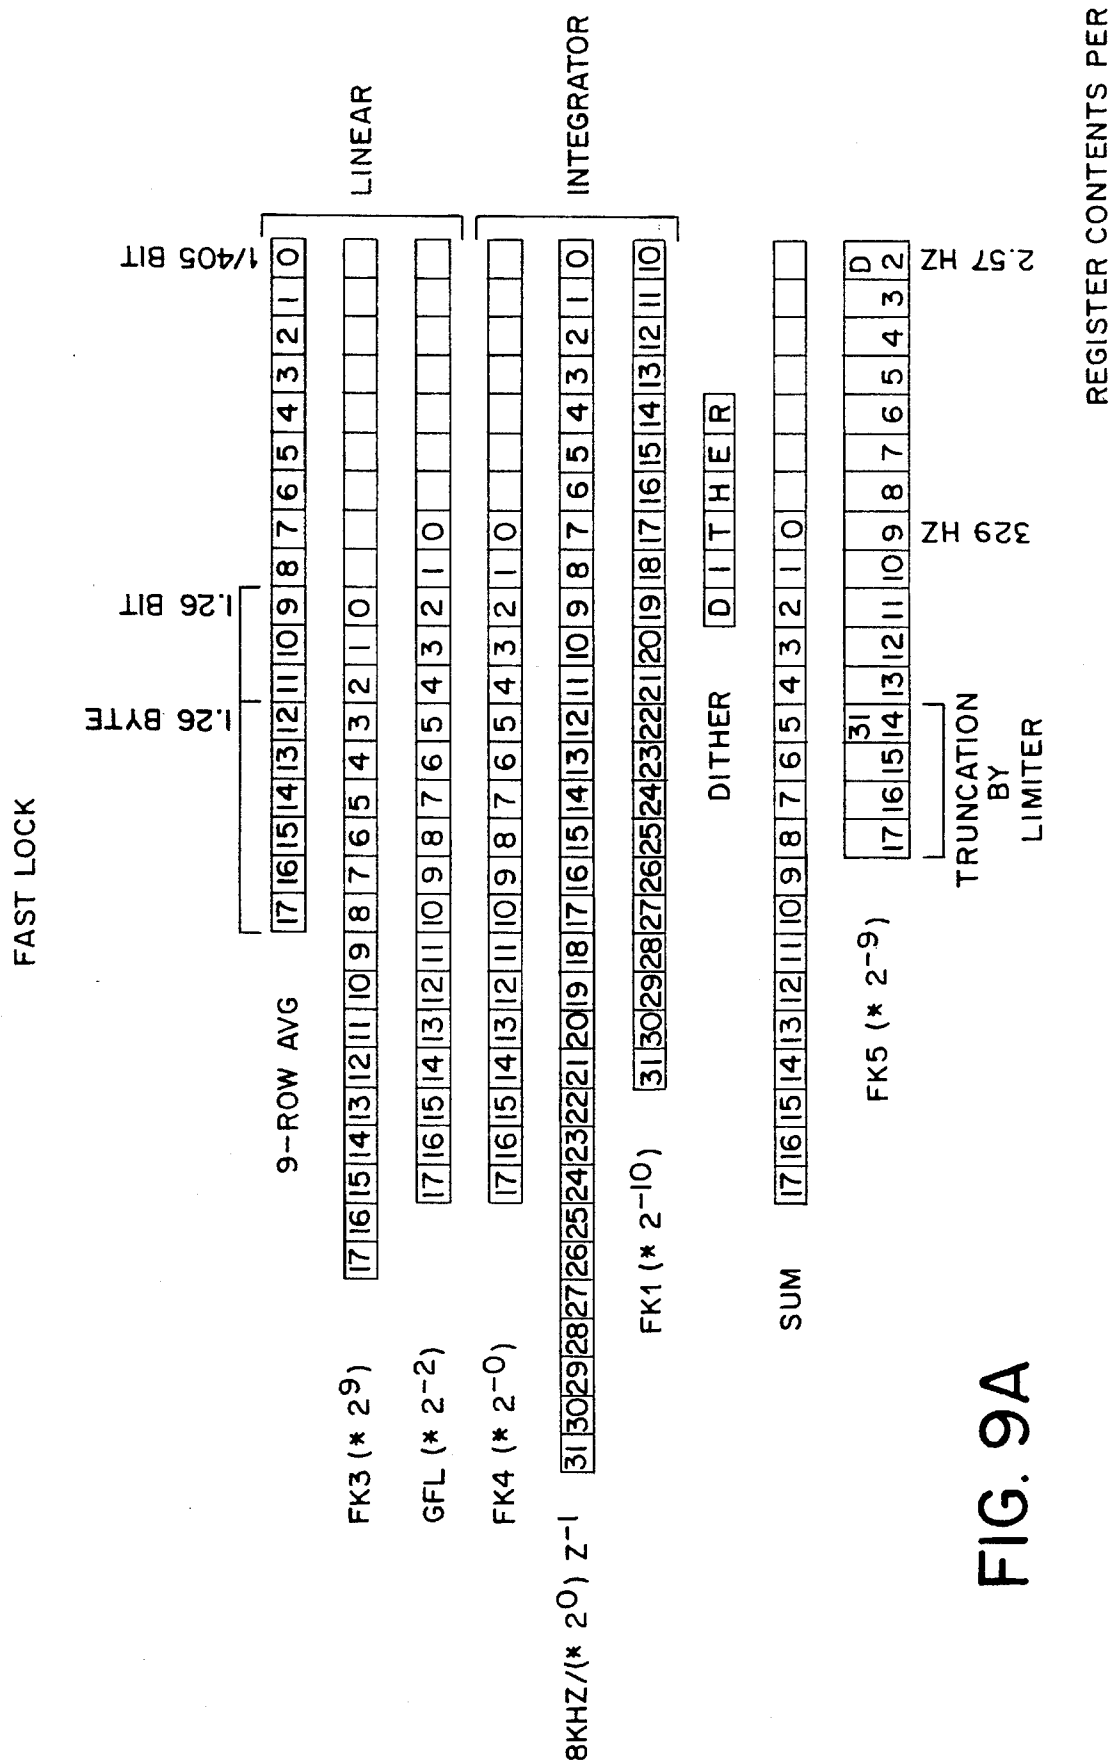 FAST LOCK
1.26 BYTE
1.26 BIT
1/405 BIT
9-ROW AVG 17 16 15 14 13 12 11 10 9 8 7 6 5 4 3 2 1 0
FK3 (* 2^9) 17 16 15 14 13 12 11 10 9 8 7 6 5 4 3 2 1 0
LINEAR
GFL (* 2^-2) 17 16 15 14 13 12 11 10 9 8 7 6 5 4 3 2 1 0
FK4 (* 2^-0) 17 16 15 14 13 12 11 10 9 8 7 6 5 4 3 2 1 0
8KHZ/(* 2^0) Z^-1 31 30 29 28 27 26 25 24 23 22 21 20 19 18 17 16 15 14 13 12 11 10 9 8 7 6 5 4 3 2 1 0
INTEGRATOR
FK1 (* 2^-10) 31 30 29 28 27 26 25 24 23 22 21 20 19 18 17 16 15 14 13 12 11 10
DITHER D I T H E R
SUM 17 16 15 14 13 12 11 10 9 8 7 6 5 4 3 2 1 0
31 D
FK5 (* 2^-9) 17 16 15 14 13 12 11 10 9 8 7 6 5 4 3 2
329 HZ
2.57 HZ
TRUNCATION
BY
LIMITER
FIG. 9A
REGISTER CONTENTS PER